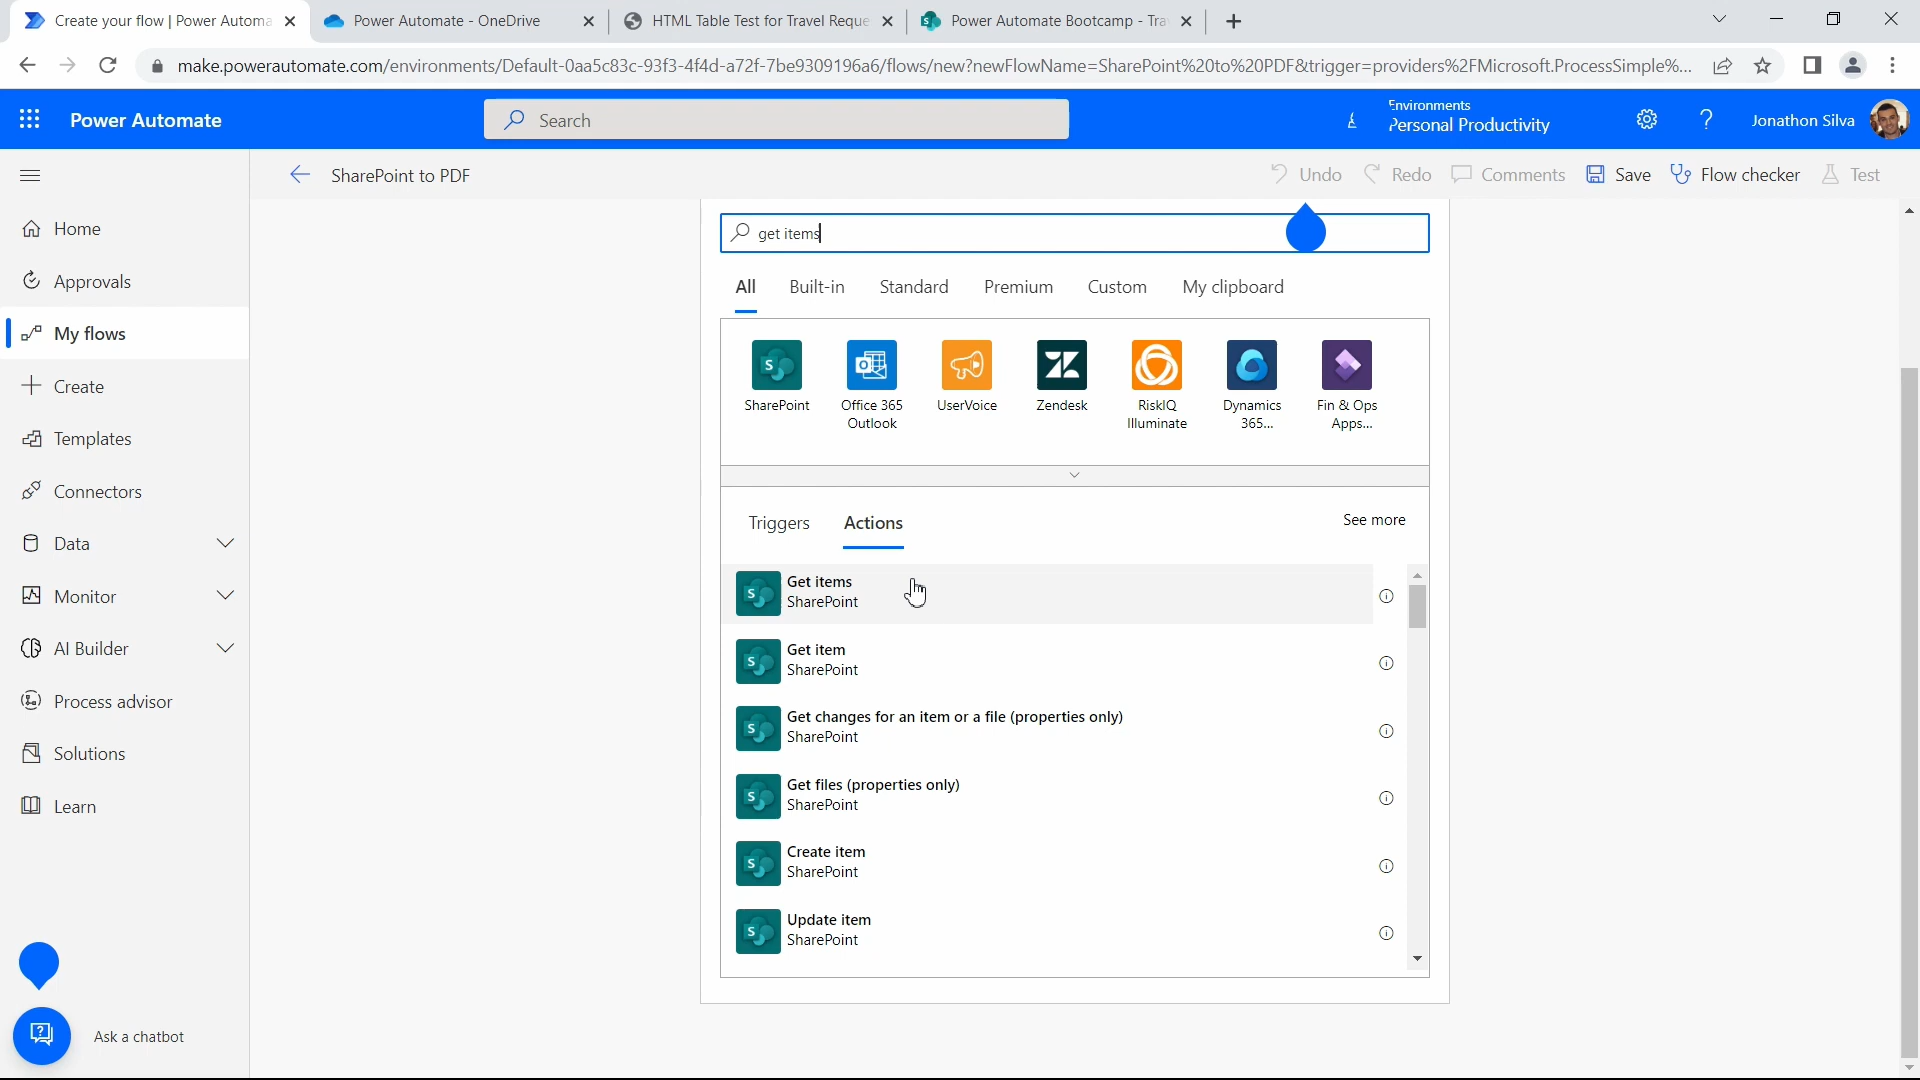 Create your flow | Power Automa
Power Automate - OneDrive
HTML Table Test for Travel Reque
Power Automate Bootcamp - Tra
make.powerautomate.com/environments/Default-0aa5c83c-93f3-4f4d-a72f-7be9309196a6/flows/new?newFlowName=SharePoint%20to%20PDF&trigger=providers%2FMicrosoft.ProcessSimple%...
Power Automate
Search
Environments
Personal Productivity
Jonathon Silva
SharePoint to PDF
Undo
Redo
Comments
Save
Flow checker
Test
Home
Approvals
My flows
Create
Templates
Connectors
Data
Monitor
AI Builder
Process advisor
Solutions
Learn
Ask a chatbot
get items
All
Built-in
Standard
Premium
Custom
My clipboard
SharePoint
Office 365
Outlook
UserVoice
Zendesk
RiskIQ
Illuminate
Dynamics
365...
Fin & Ops
Apps...
Triggers
Actions
See more
Get items
SharePoint
Get item
SharePoint
Get changes for an item or a file (properties only)
SharePoint
Get files (properties only)
SharePoint
Create item
SharePoint
Update item
SharePoint